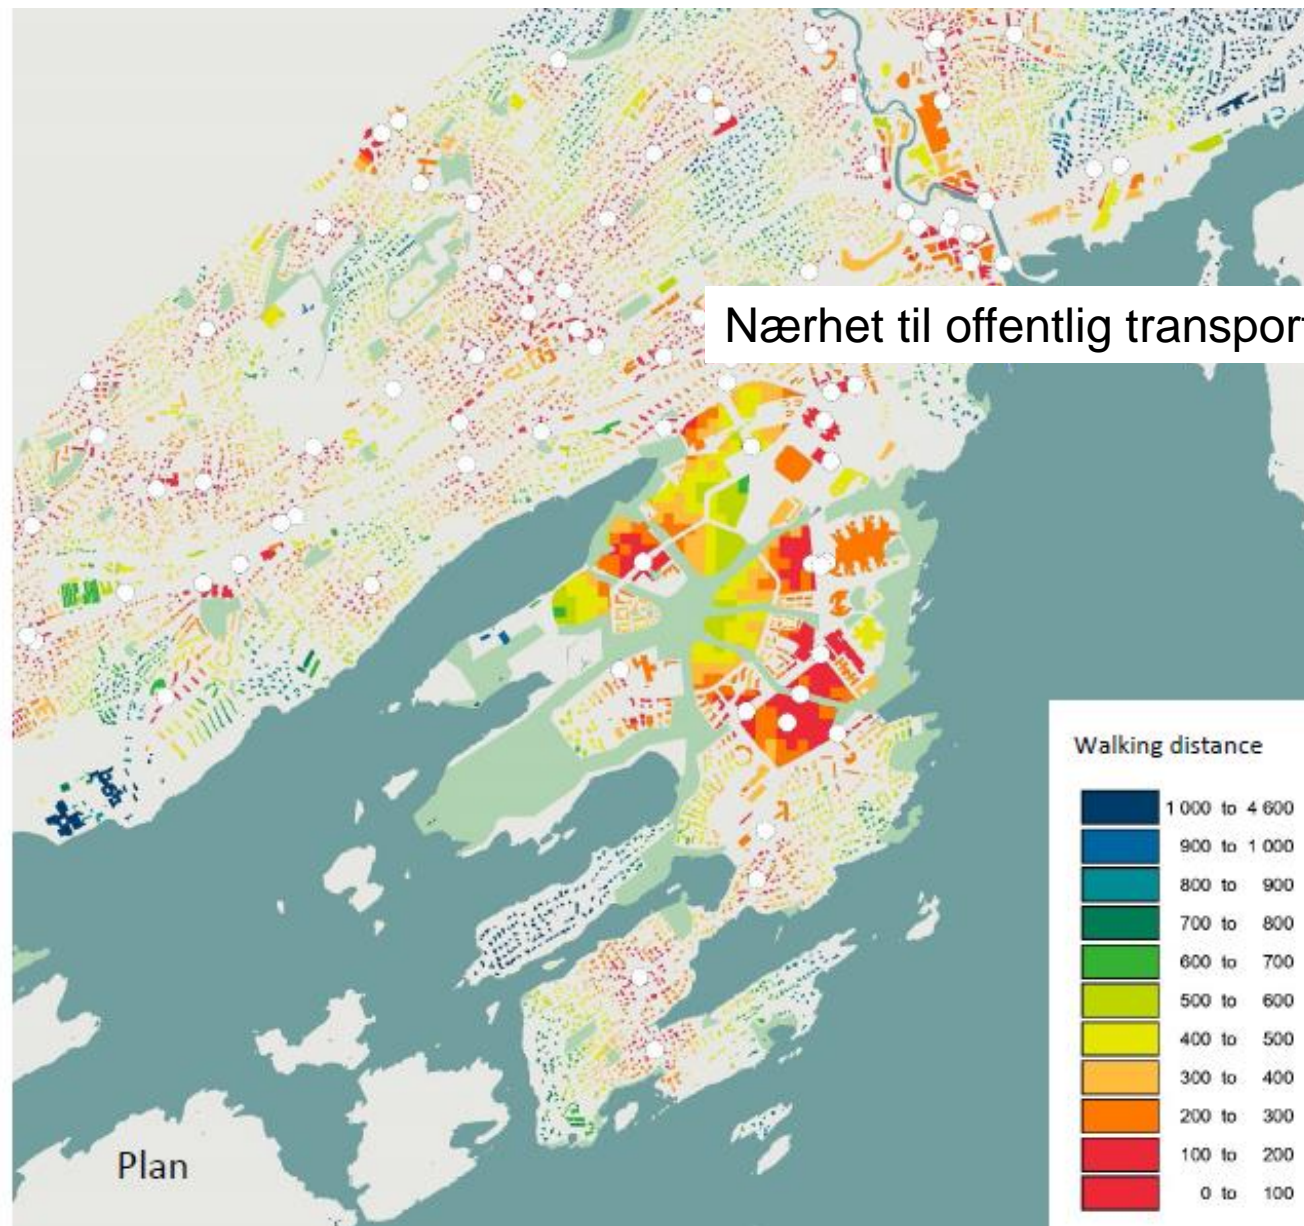 Nærhet til offentlig transport
Walking distance
1 000 to 4 600
900 to 1 000
800 to 900
700 to 800
600 to 700
500 to 600
400 to 500
300 to 400
200 to 300
100 to 200
0 to 100
Plan